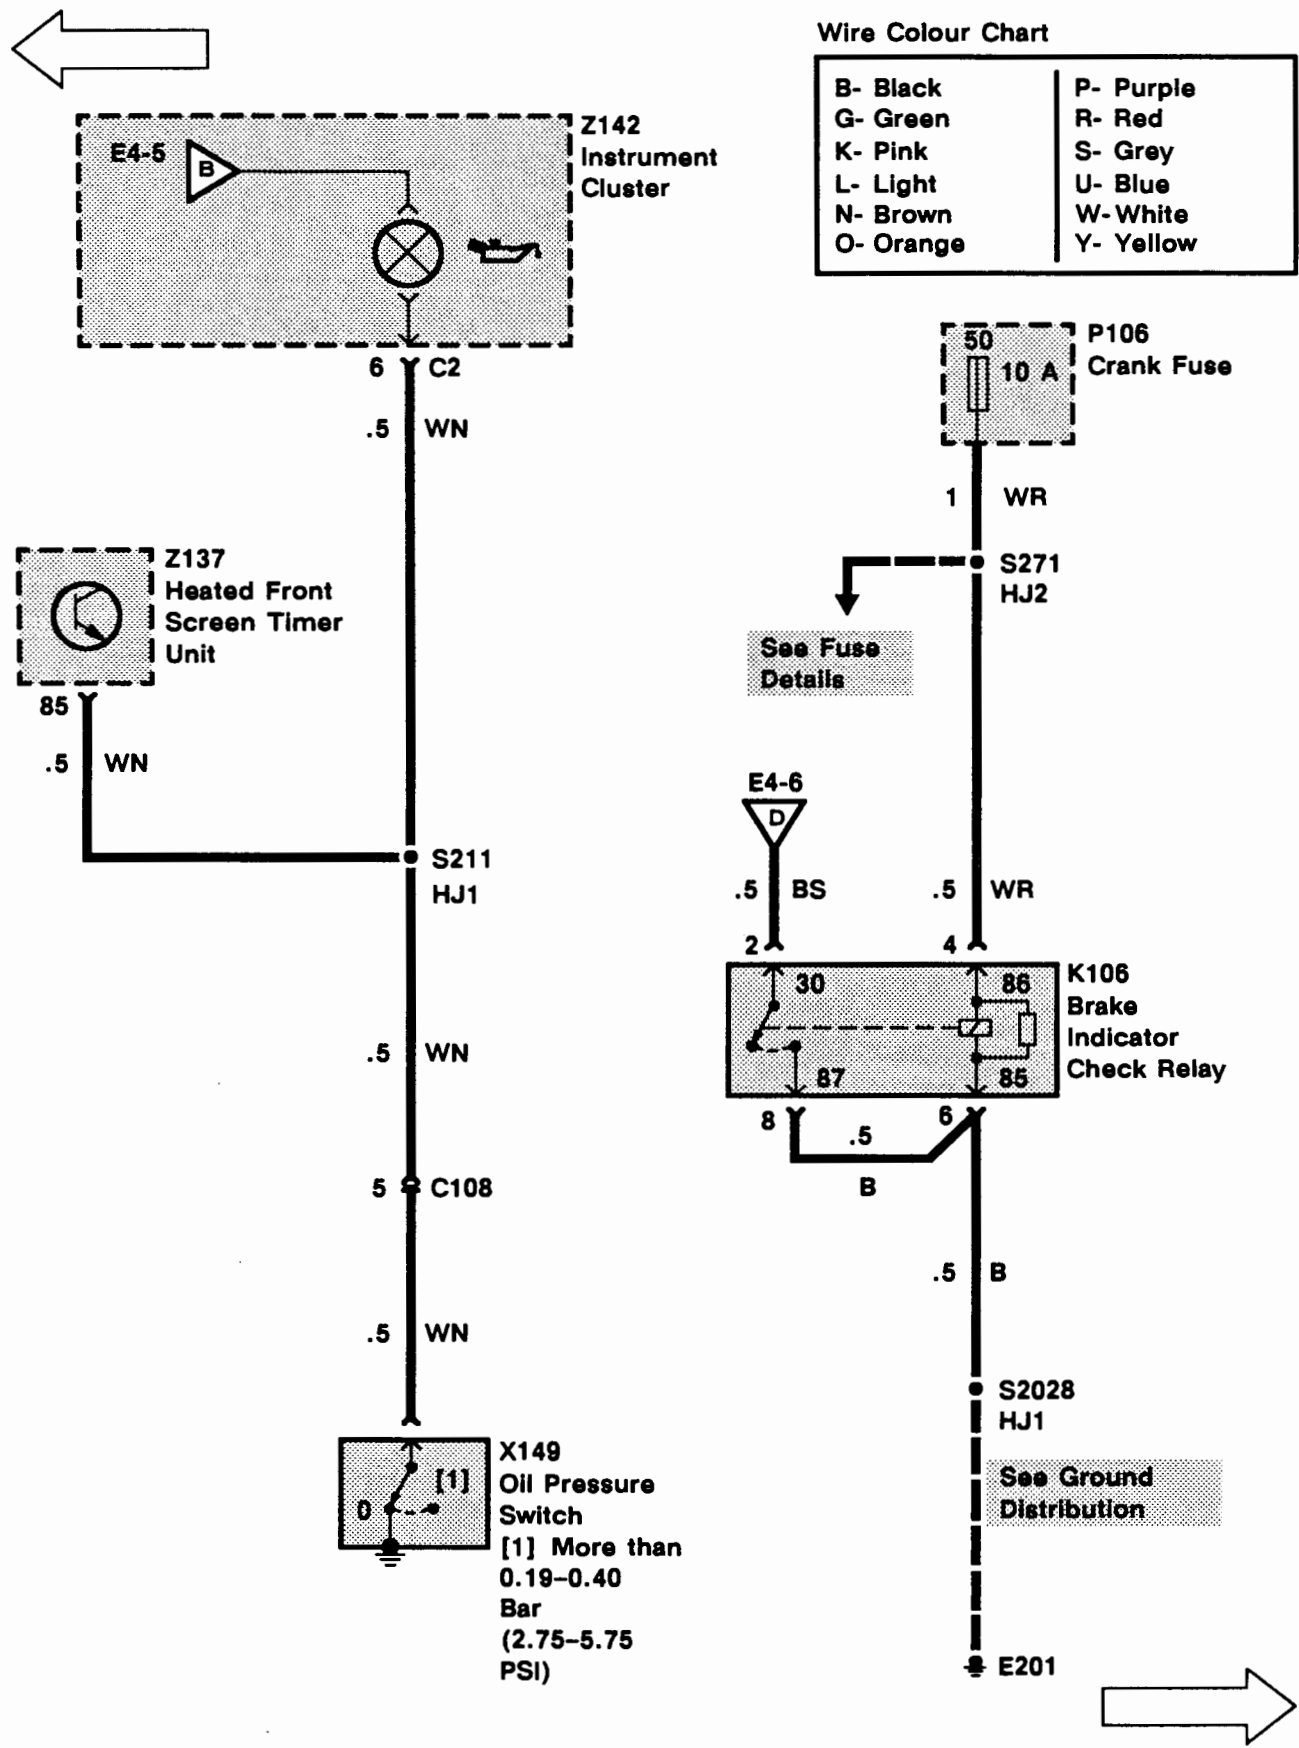 Wire Colour Chart
B- Black
G- Green
K- Pink
L- Light
N- Brown
O- Orange
P- Purple
R- Red
S- Grey
U- Blue
W- White
Y- Yellow
E4-5
B
Z142
Instrument
Cluster
6 C2
.5 WN
Z137
Heated Front
Screen Timer
Unit
85
.5 WN
S211
HJ1
.5 WN
5 C108
.5 WN
X149
Oil Pressure
Switch
[1] More than
0.19-0.40
Bar
(2.75-5.75
PSI)
0 [1]
50
10 A
P106
Crank Fuse
1 WR
S271
HJ2
See Fuse
Details
E4-6
D
.5 BS
.5 WR
2 4
30 86
87 85
K106
Brake
Indicator
Check Relay
8 6
.5
B
.5 B
S2028
HJ1
See Ground
Distribution
E201